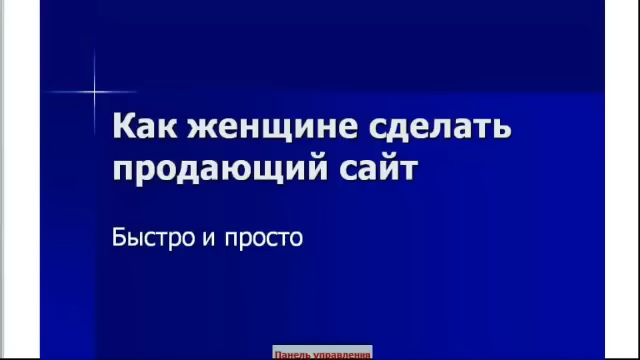 Как женщине сделать
продающий сайт
Быстро и просто
Панель управления